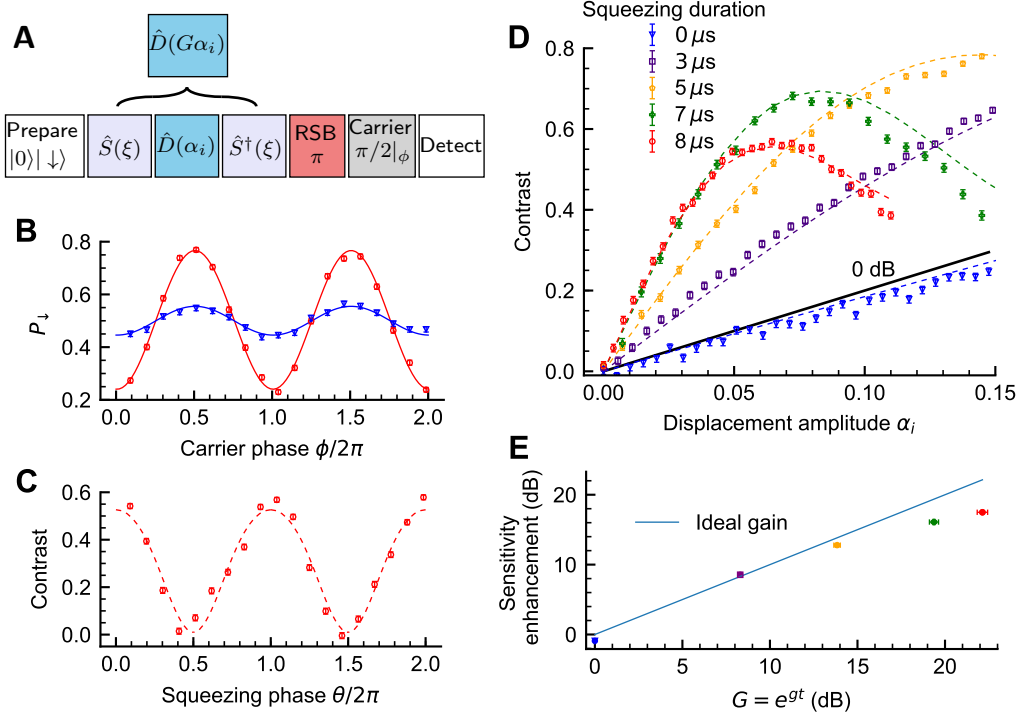 A
D̂(Gαᵢ)
Prepare
|0⟩|↓⟩
Ŝ(ξ)
D̂(αᵢ)
Ŝ†(ξ)
RSB
π
Carrier
π/2|ϕ
Detect
B
P↓
0.8
0.6
0.4
0.2
0.0 0.5 1.0 1.5 2.0
Carrier phase ϕ/2π
C
Contrast
0.6
0.4
0.2
0.0
0.0 0.5 1.0 1.5 2.0
Squeezing phase θ/2π
D
Squeezing duration
0 μs
3 μs
5 μs
7 μs
8 μs
Contrast
0.8
0.6
0.4
0.2
0.0
0 dB
0.00 0.05 0.10 0.15
Displacement amplitude αᵢ
E
Sensitivity
enhancement (dB)
20
10
0
Ideal gain
0 5 10 15 20
G = eᵍᵗ (dB)